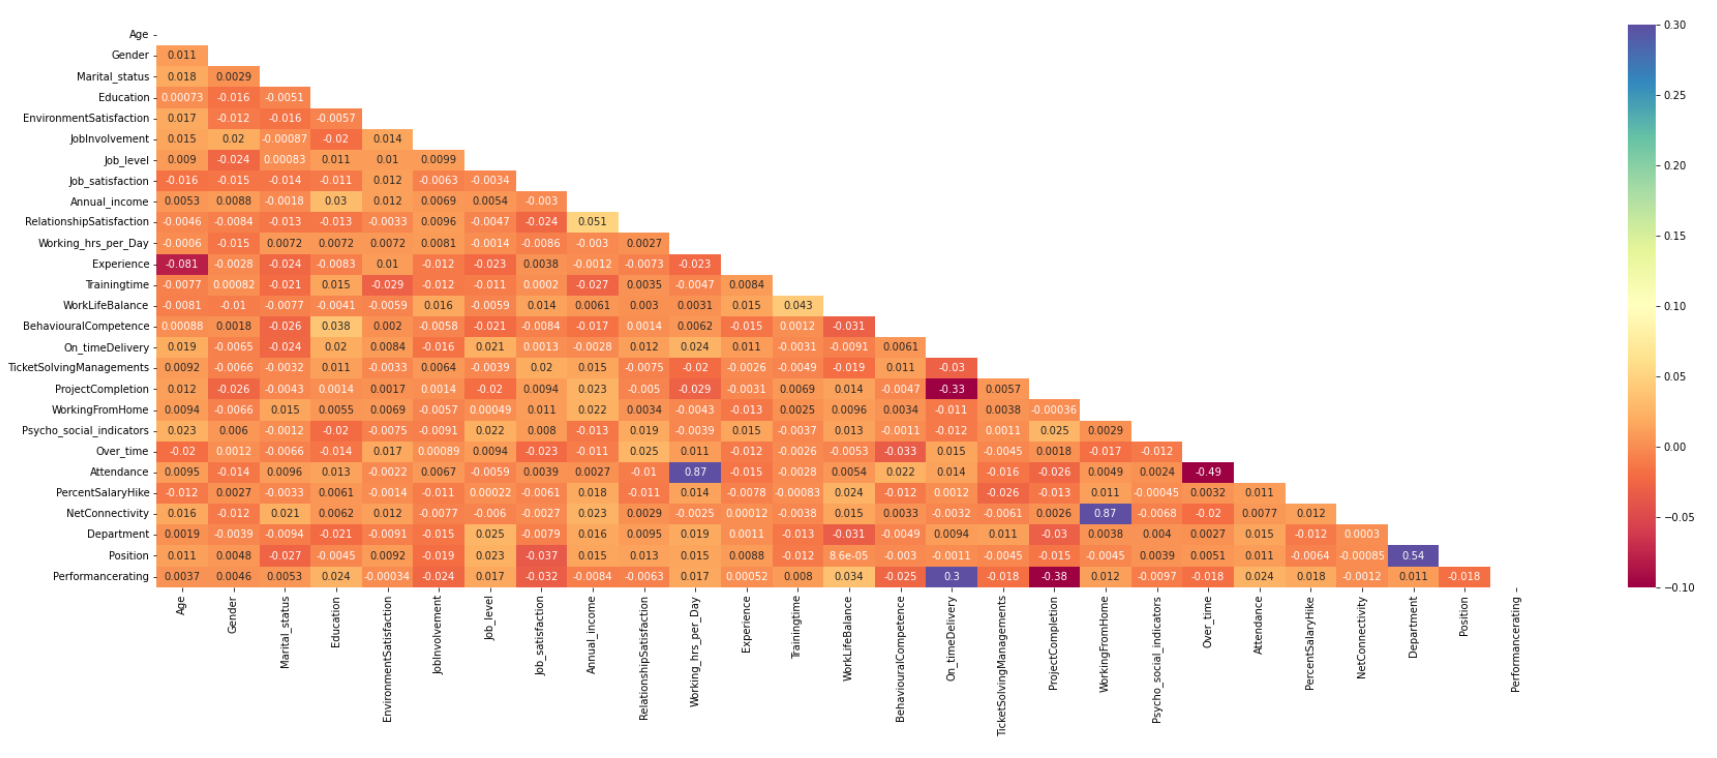 Age
0.30
Gender 0.011
Marital_status 0.018 0.0029
0.25
Education 0.00073 -0.016 -0.0051
EnvironmentSatisfaction 0.017 -0.012 -0.016 -0.0057
JobInvolvement 0.015 0.02 -0.00087 -0.02 0.014
Job_level 0.009 -0.024 0.00083 0.011 0.01 0.0099
0.20
Job_satisfaction -0.016 -0.015 -0.014 -0.011 0.012 -0.0063 -0.0034
Annual_income 0.0053 0.0088 -0.0018 0.03 0.012 0.0069 0.0054 -0.003
RelationshipSatisfaction -0.0046 -0.0084 -0.013 -0.013 -0.0033 0.0096 -0.0047 -0.024 0.051
0.15
Working_hrs_per_Day -0.0006 -0.015 0.0072 0.0072 0.0072 0.0081 -0.0014 -0.0086 -0.003 0.0027
Experience -0.081 -0.0028 -0.024 -0.0083 0.01 -0.012 -0.023 0.0038 -0.0012 -0.0073 -0.023
Trainingtime -0.0077 0.00082 -0.021 0.015 -0.029 -0.012 -0.011 0.0002 -0.027 0.0035 -0.0047 0.0084
WorkLifeBalance -0.0081 -0.01 -0.0077 -0.0041 -0.0059 0.016 -0.0059 0.014 0.0061 0.003 0.0031 0.015 0.043
0.10
BehaviouralCompetence 0.00088 0.0018 -0.026 0.038 0.002 -0.0058 -0.021 -0.0084 -0.017 0.0014 0.0062 -0.015 0.0012 -0.031
On_timeDelivery 0.019 -0.0065 -0.024 0.02 0.0084 -0.016 0.021 0.0013 -0.0028 0.012 0.024 0.011 -0.0031 -0.0091 0.0061
TicketSolvingManagements 0.0092 -0.0066 -0.0032 0.011 -0.0033 0.0064 -0.0039 0.02 0.015 -0.0075 -0.02 -0.0026 -0.0049 -0.019 0.011 -0.03
0.05
ProjectCompletion 0.012 -0.026 -0.0043 0.0014 0.0017 0.0014 -0.02 0.0094 0.023 -0.005 -0.029 -0.0031 0.0069 0.014 -0.0047 -0.33 0.0057
WorkingFromHome 0.0094 -0.0066 0.015 0.0055 0.0069 -0.0057 0.00049 0.011 0.022 0.0034 -0.0043 -0.013 0.0025 0.0096 0.0034 -0.011 0.0038 -0.00036
Psycho_social_indicators 0.023 0.006 -0.0012 -0.02 -0.0075 -0.0091 0.022 0.008 -0.013 0.019 -0.0039 0.015 -0.0037 0.013 -0.0011 -0.012 0.0011 0.025 0.0029
0.00
Over_time -0.02 0.0012 -0.0066 -0.014 0.017 0.00089 0.0094 -0.023 -0.011 0.025 0.011 -0.012 -0.0026 -0.0053 -0.033 0.015 -0.0045 0.0018 -0.017 -0.012
Attendance 0.0095 -0.014 0.0096 0.013 -0.0022 0.0067 -0.0059 0.0039 0.0027 -0.01 0.87 -0.015 -0.0028 0.0054 0.022 0.014 -0.016 -0.026 0.0049 0.0024 -0.49
PercentSalaryHike -0.012 0.0027 -0.0033 0.0061 -0.0014 -0.011 0.00022 -0.0061 0.018 -0.011 0.014 -0.0078 -0.00083 0.024 -0.012 0.0012 -0.026 -0.013 0.011 -0.00045 0.0032 0.011
NetConnectivity 0.016 -0.012 0.021 0.0062 0.012 -0.0077 -0.006 -0.0027 0.023 0.0029 -0.0025 0.00012 -0.0038 0.015 0.0033 -0.0032 -0.0061 0.0026 0.87 -0.0068 -0.02 0.0077 0.012
-0.05
Department 0.0019 -0.0039 -0.0094 -0.021 -0.0091 -0.015 0.025 -0.0079 0.016 0.0095 0.019 0.0011 -0.013 -0.031 -0.0049 0.0094 0.011 -0.03 0.0038 0.004 0.0027 0.015 -0.012 0.0003
Position 0.011 0.0048 -0.027 -0.0045 0.0092 -0.019 0.023 -0.037 0.015 0.013 0.015 0.0088 -0.012 8.6e-05 -0.003 -0.0011 -0.0045 -0.015 -0.0045 0.0039 0.0051 0.011 -0.0064 -0.00085 0.54
Performancerating 0.0037 0.0046 0.0053 0.024 -0.00034 -0.024 0.017 -0.032 -0.0084 -0.0063 0.017 0.00052 0.008 0.034 -0.025 0.3 -0.018 -0.38 0.012 -0.0097 -0.018 0.024 0.018 -0.0012 0.011 -0.018
-0.10
Age
Gender
Marital_status
Education
EnvironmentSatisfaction
JobInvolvement
Job_level
Job_satisfaction
Annual_income
RelationshipSatisfaction
Working_hrs_per_Day
Experience
Trainingtime
WorkLifeBalance
BehaviouralCompetence
On_timeDelivery
TicketSolvingManagements
ProjectCompletion
WorkingFromHome
Psycho_social_indicators
Over_time
Attendance
PercentSalaryHike
NetConnectivity
Department
Position
Performancerating